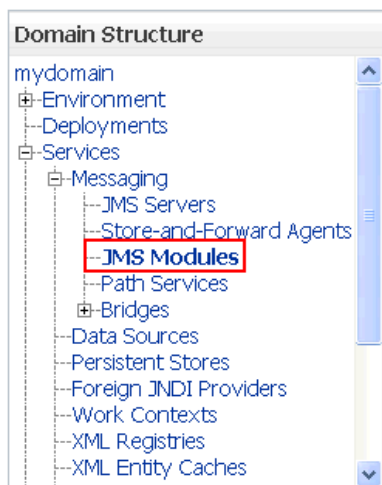 Domain Structure
mydomain
Environment
Deployments
Services
Messaging
JMS Servers
Store-and-Forward Agents
JMS Modules
Path Services
Bridges
Data Sources
Persistent Stores
Foreign JNDI Providers
Work Contexts
XML Registries
XML Entity Caches